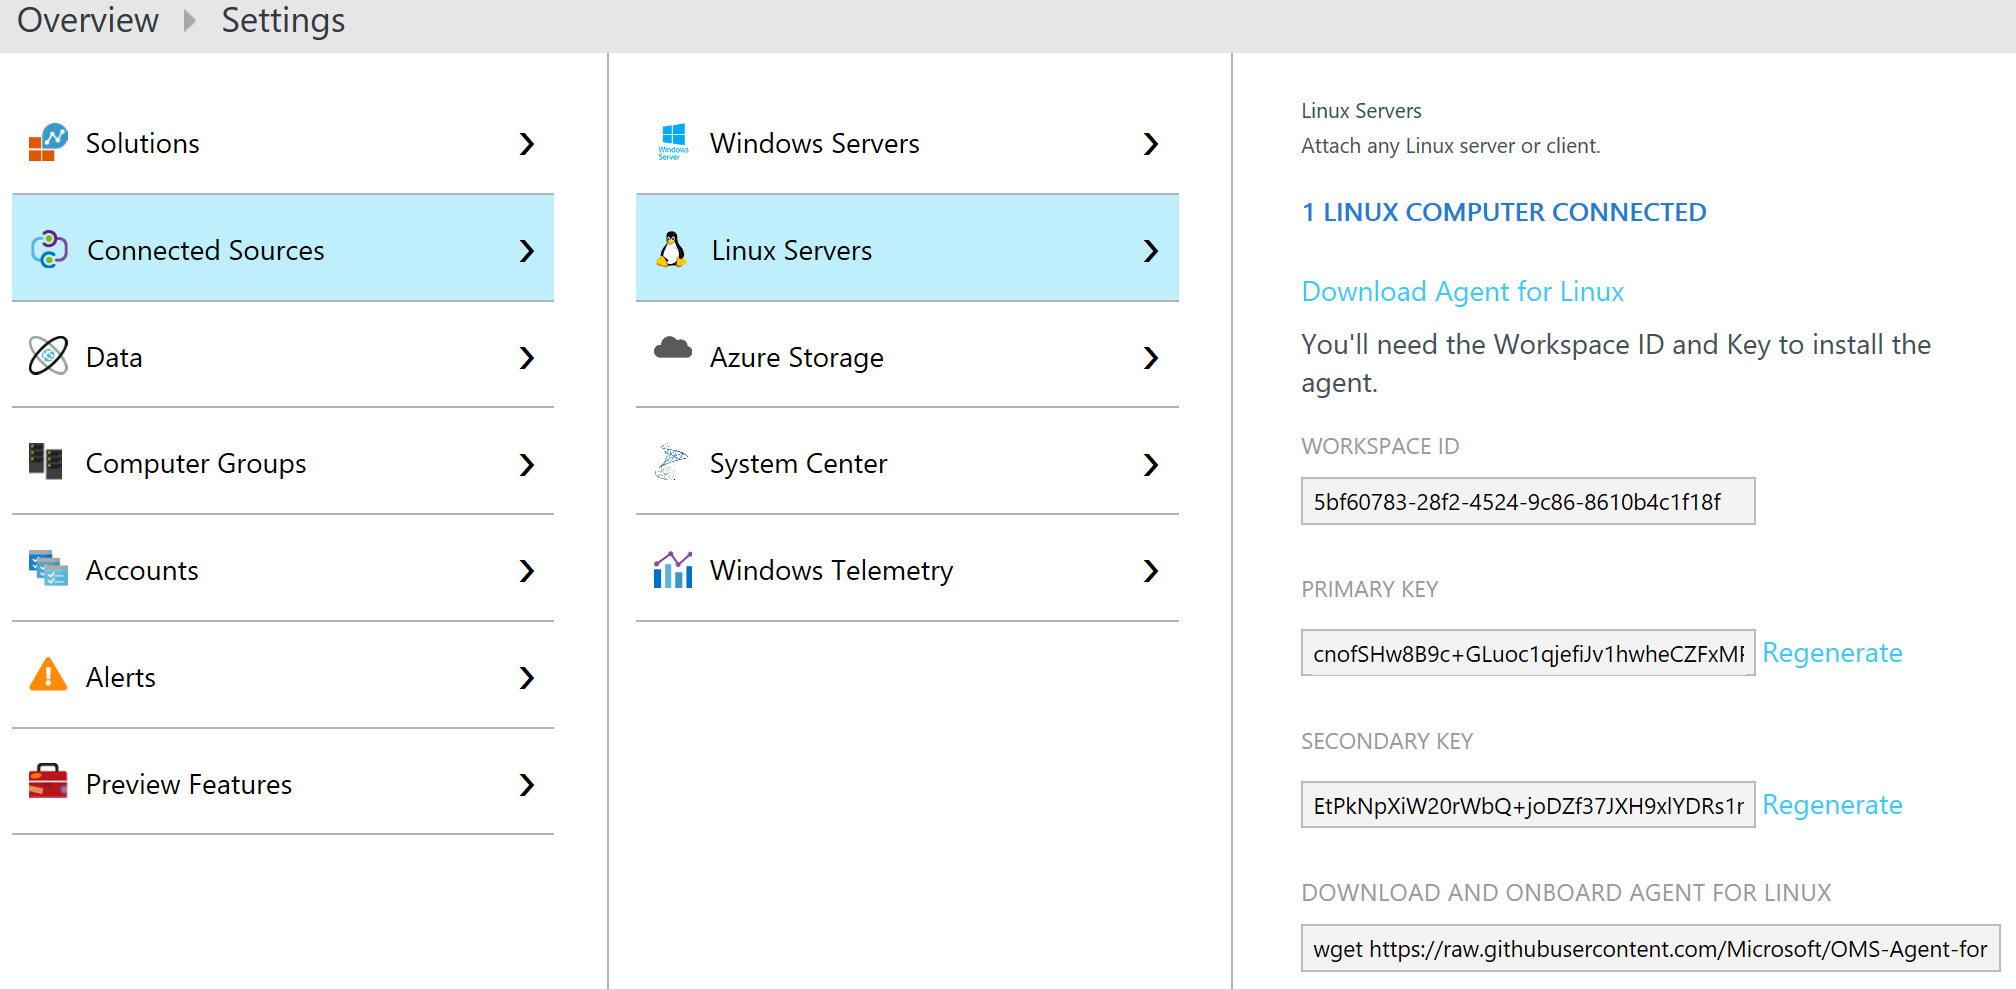 Overview Settings
Solutions
Connected Sources
Data
Computer Groups
Accounts
Alerts
Preview Features
Windows Server
Windows Servers
Linux Servers
Azure Storage
System Center
Windows Telemetry
Linux Servers
Attach any Linux server or client.
1 LINUX COMPUTER CONNECTED
Download Agent for Linux
You'll need the Workspace ID and Key to install the
agent.
WORKSPACE ID
5bf60783-28f2-4524-9c86-8610b4c1f18f
PRIMARY KEY
cnofSHw8B9c+GLuoc1qjefiJv1hwheCZFxMF Regenerate
SECONDARY KEY
EtPkNpXiW20rWbQ+joDZf37JXH9xlYDRs1r Regenerate
DOWNLOAD AND ONBOARD AGENT FOR LINUX
wget https://raw.githubusercontent.com/Microsoft/OMS-Agent-for